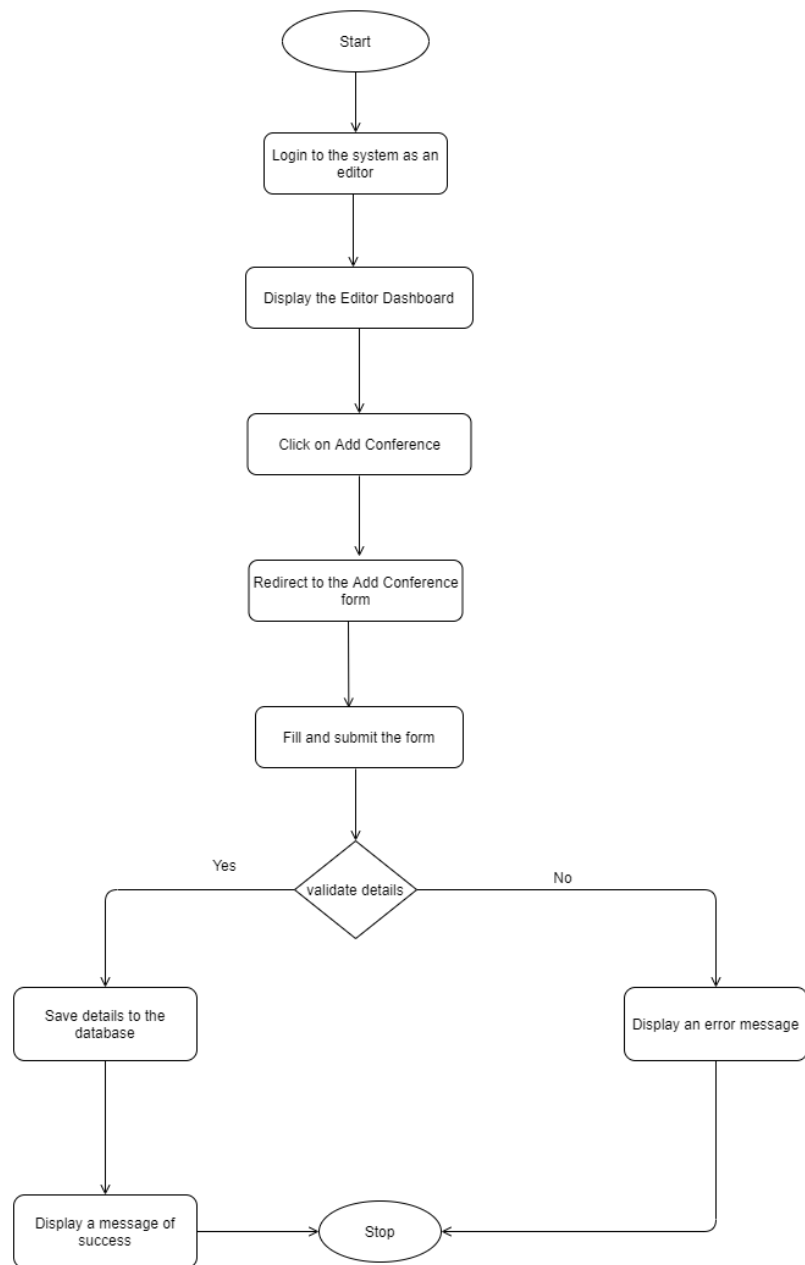 Start
Login to the system as an
editor
Display the Editor Dashboard
Click on Add Conference
Redirect to the Add Conference
form
Fill and submit the form
Yes
validate details
No
Save details to the
database
Display an error message
Display a message of
success
Stop